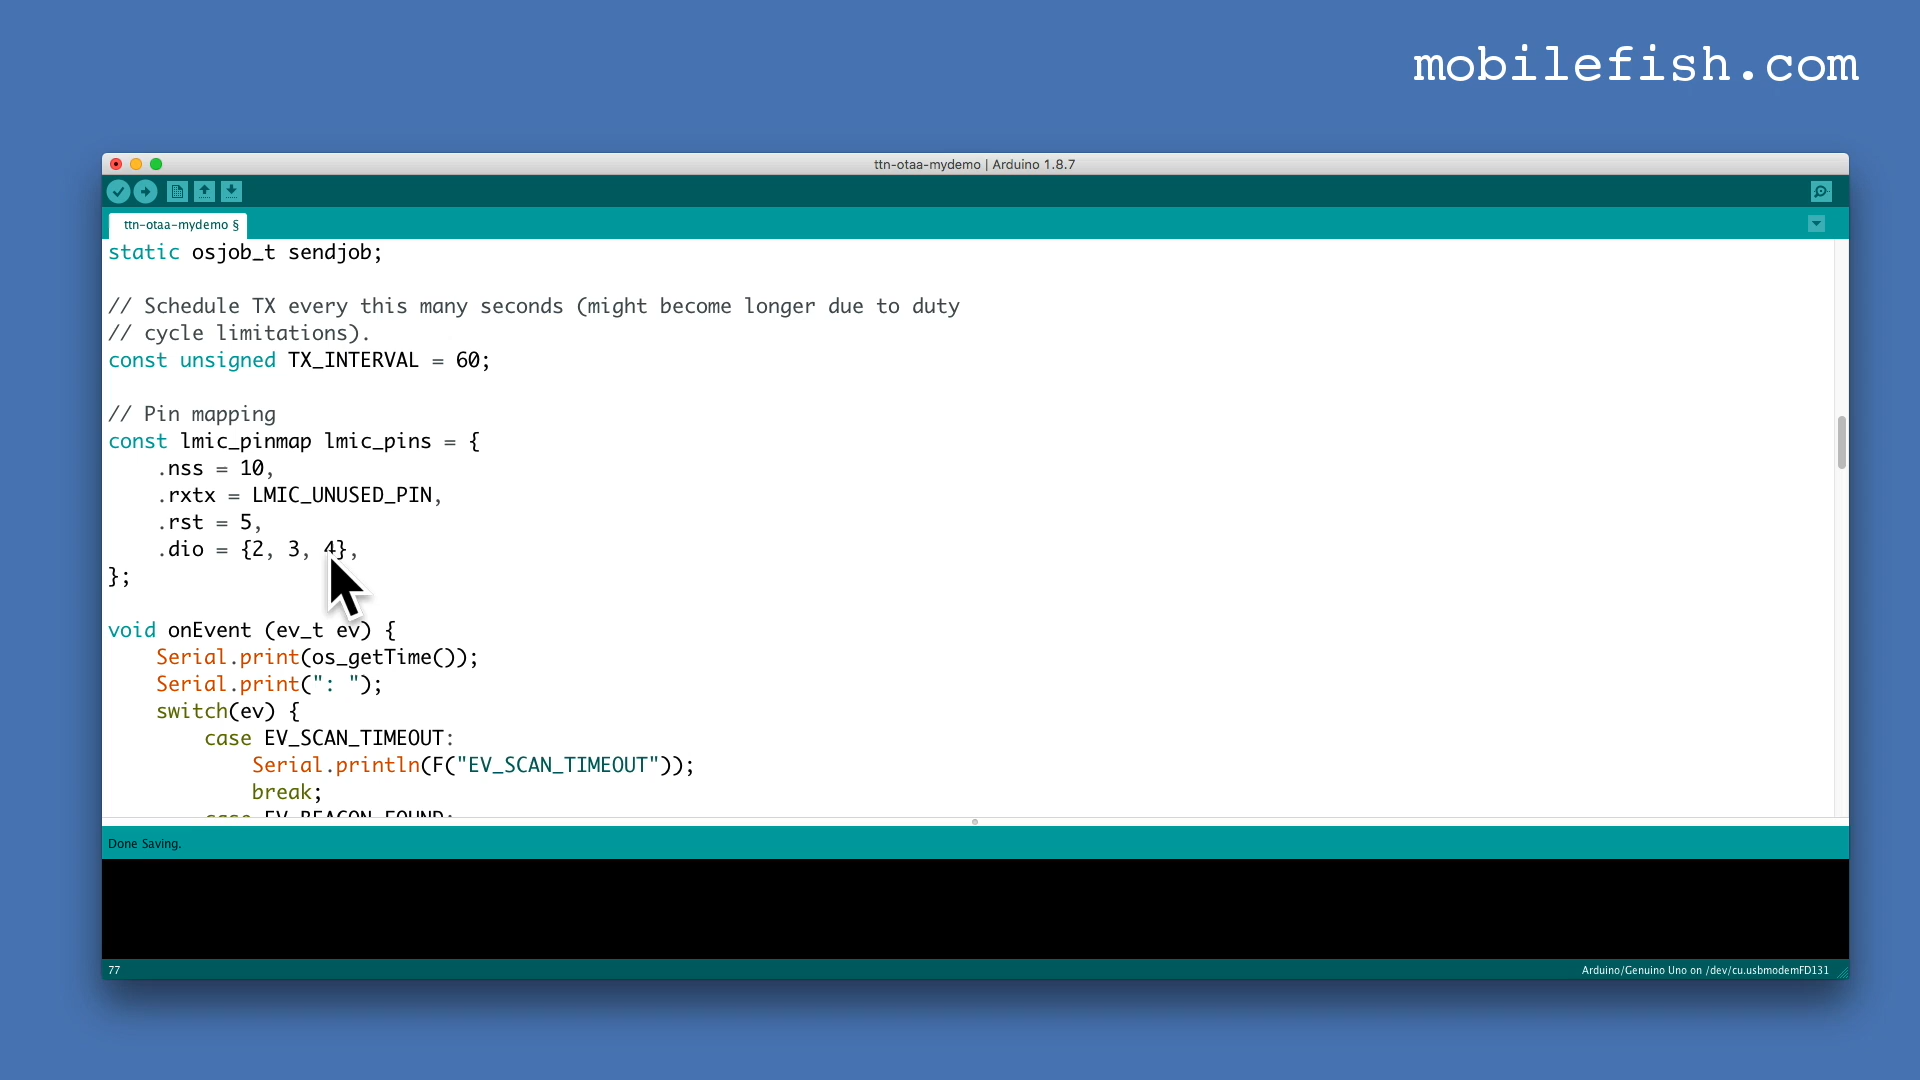 mobilefish.com
ttn-otaa-mydemo | Arduino 1.8.7
ttn-otaa-mydemo §
static osjob_t sendjob;
// Schedule TX every this many seconds (might become longer due to duty
// cycle limitations).
const unsigned TX_INTERVAL = 60;
// Pin mapping
const lmic_pinmap lmic_pins = {
.nss = 10,
.rxtx = LMIC_UNUSED_PIN,
.rst = 5,
.dio = {2, 3, 4},
};
void onEvent (ev_t ev) {
Serial.print(os_getTime());
Serial.print(": ");
switch(ev) {
case EV_SCAN_TIMEOUT:
Serial.println(F("EV_SCAN_TIMEOUT"));
break;
case EV_BEACON_FOUND:
Done Saving.
77
Arduino/Genuino Uno on /dev/cu.usbmodemFD131